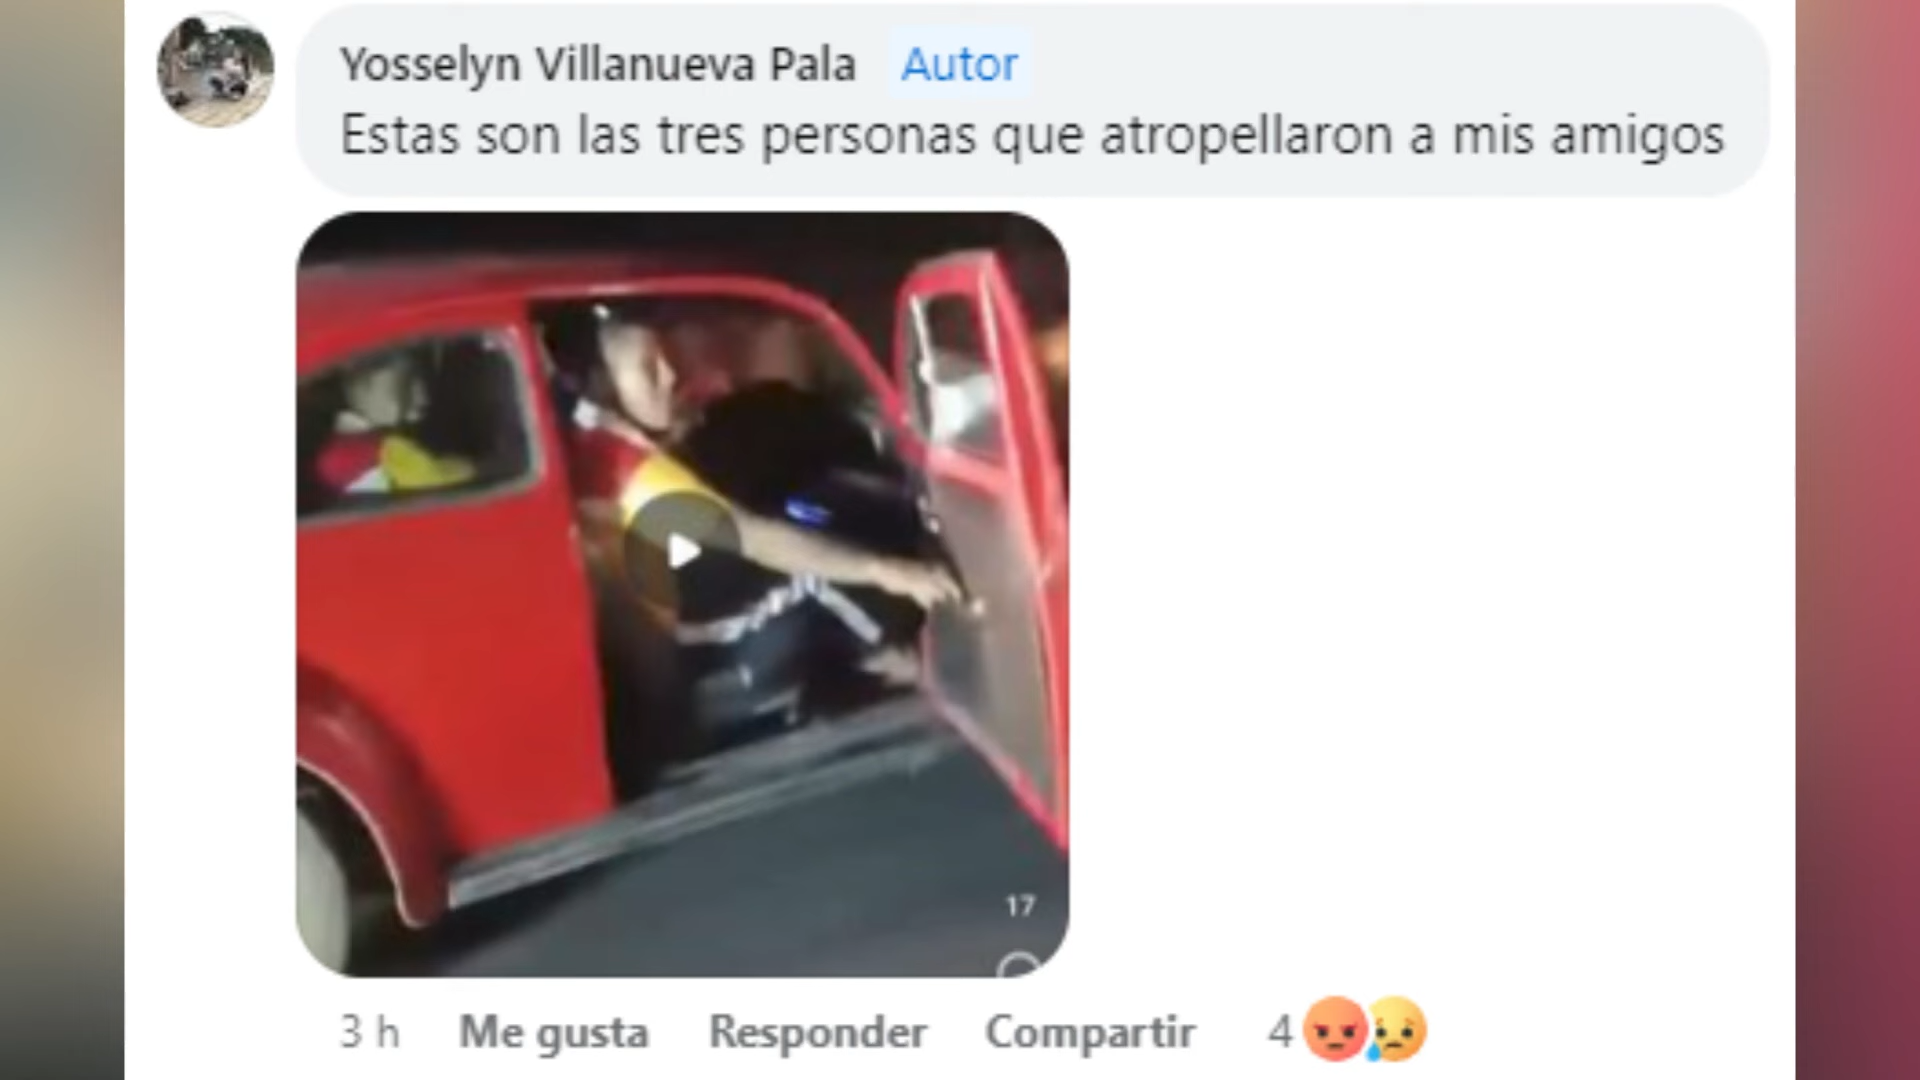 Yosselyn Villanueva Pala Autor
Estas son las tres personas que atropellaron a mis amigos
17
3 h Me gusta Responder Compartir 4